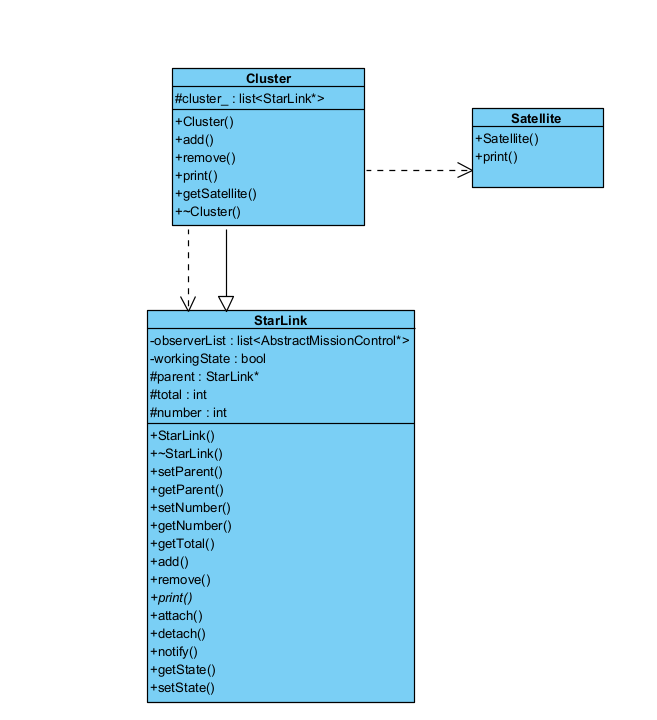 Cluster
#cluster_ : list<StarLink*>
+Cluster()
+add()
+remove()
+print()
+getSatellite()
+~Cluster()
Satellite
+Satellite()
+print()
StarLink
-observerList : list<AbstractMissionControl*>
-workingState : bool
#parent : StarLink*
#total : int
#number : int
+StarLink()
+~StarLink()
+setParent()
+getParent()
+setNumber()
+getNumber()
+getTotal()
+add()
+remove()
+print()
+attach()
+detach()
+notify()
+getState()
+setState()